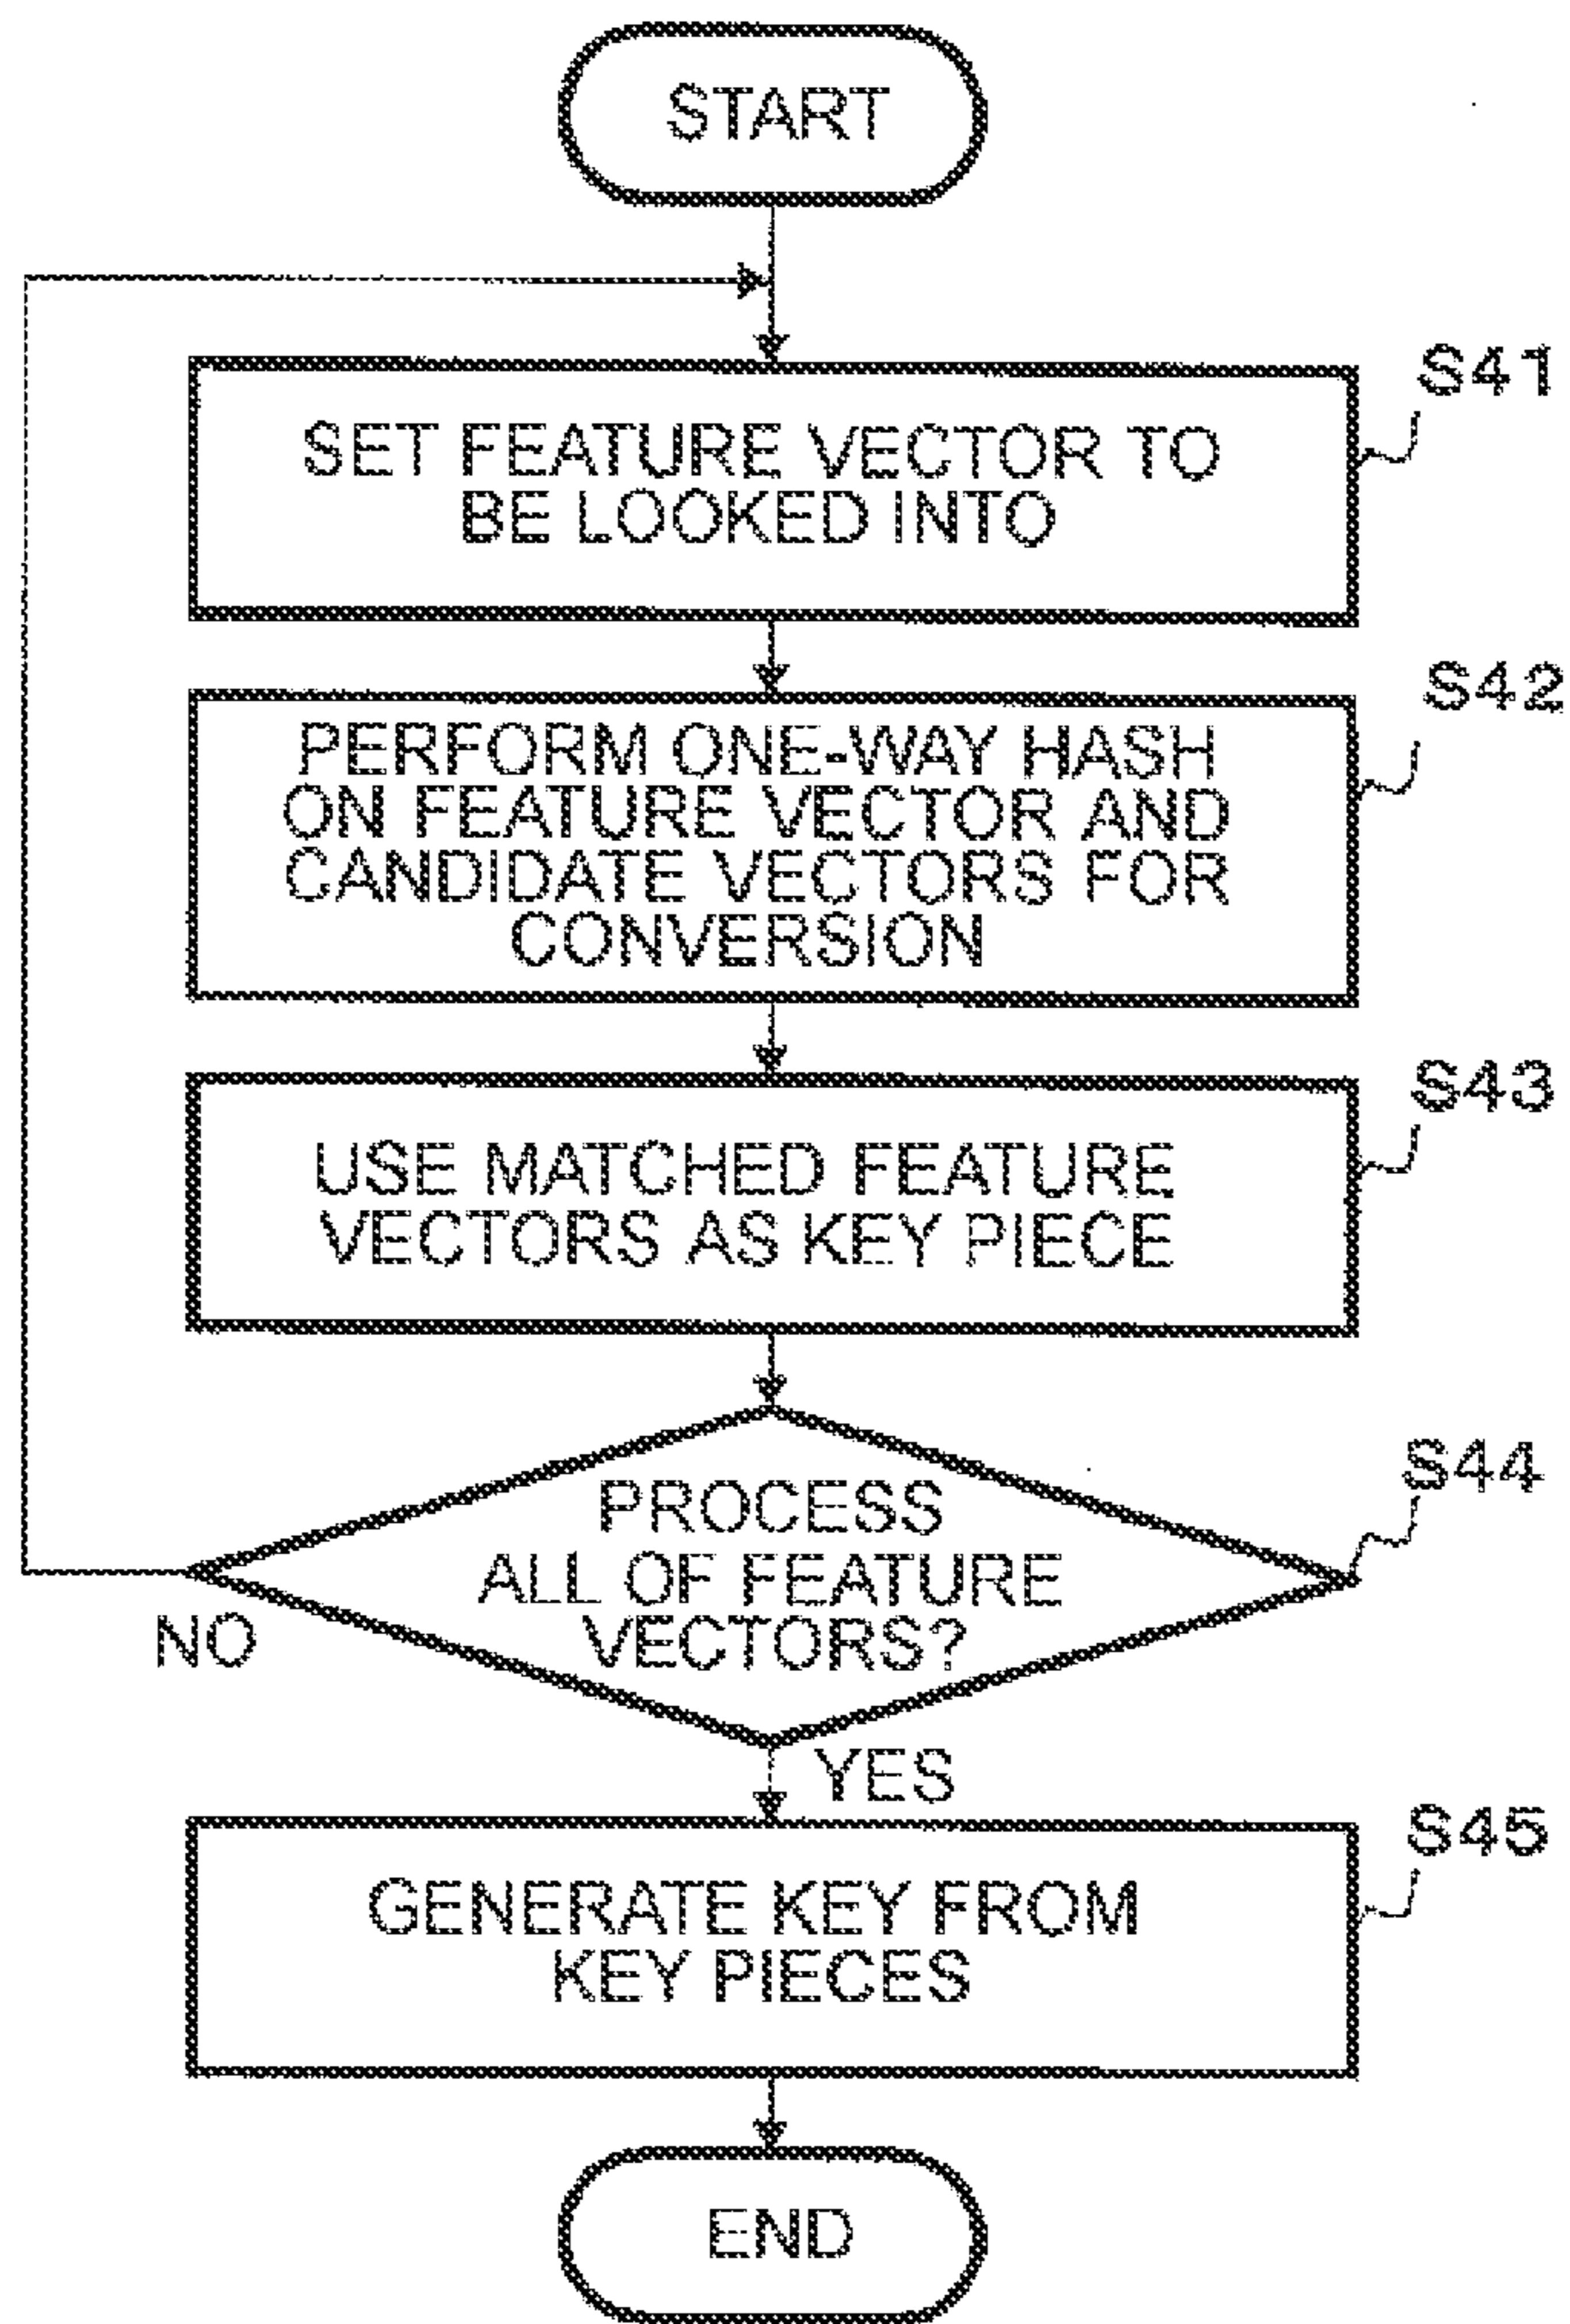 START
S41
SET FEATURE VECTOR TO
BE LOOKED INTO
S42
PERFORM ONE-WAY HASH
ON FEATURE VECTOR AND
CANDIDATE VECTORS FOR
CONVERSION
S43
USE MATCHED FEATURE
VECTORS AS KEY PIECE
S44
PROCESS
ALL OF FEATURE
VECTORS?
NO
YES
S45
GENERATE KEY FROM
KEY PIECES
END